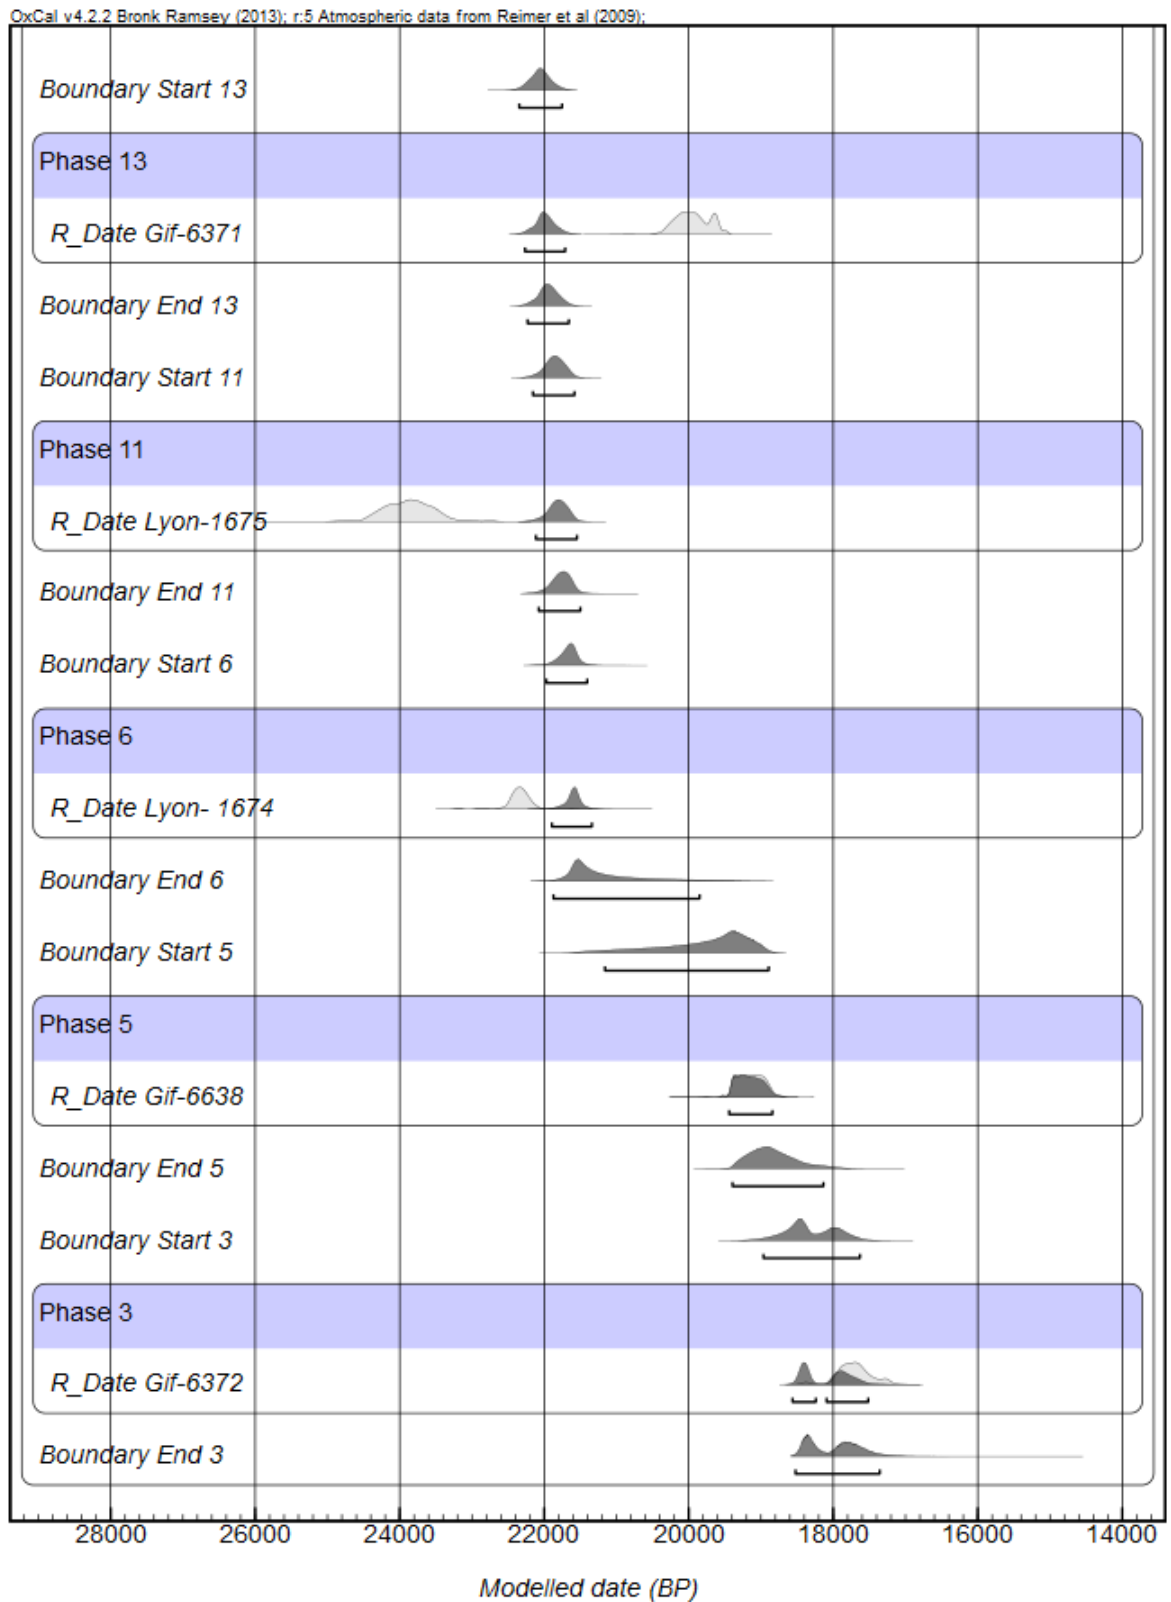 OxCal v4.2.2 Bronk Ramsey (2013); r:5 Atmospheric data from Reimer et al (2009);
Boundary Start 13
Phase 13
R_Date Gif-6371
Boundary End 13
Boundary Start 11
Phase 11
R_Date Lyon-1675
Boundary End 11
Boundary Start 6
Phase 6
R_Date Lyon- 1674
Boundary End 6
Boundary Start 5
Phase 5
R_Date Gif-6638
Boundary End 5
Boundary Start 3
Phase 3
R_Date Gif-6372
Boundary End 3
28000 26000 24000 22000 20000 18000 16000 14000
Modelled date (BP)